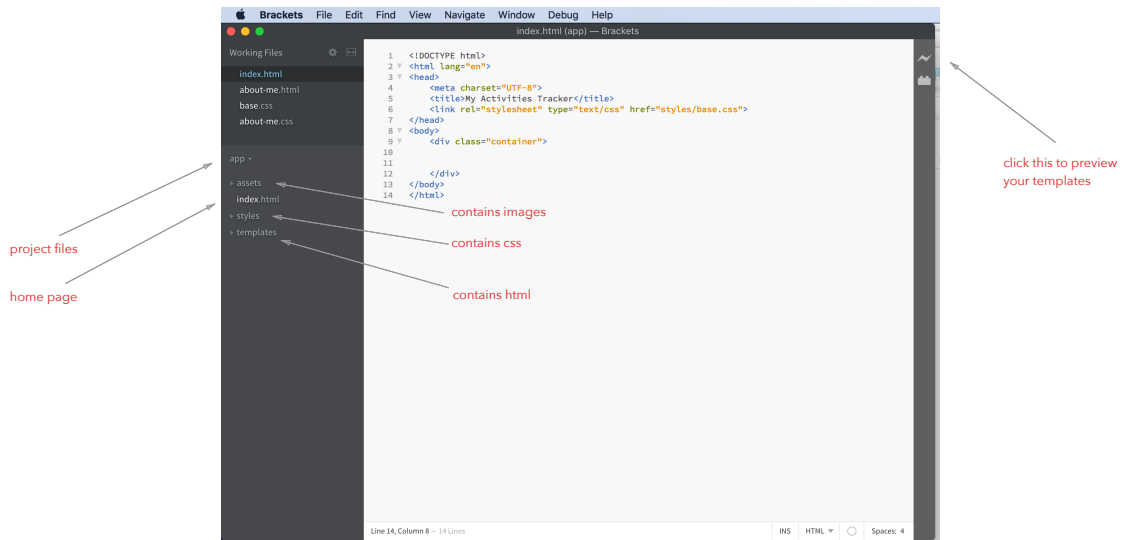 Brackets File Edit Find View Navigate Window Debug Help
index.html (app) — Brackets
Working Files
index.html
about-me.html
base.css
about-me.css
app
assets
index.html
styles
templates
1 <!DOCTYPE html>
2 <html lang="en">
3 <head>
4 <meta charset="UTF-8">
5 <title>My Activities Tracker</title>
6 <link rel="stylesheet" type="text/css" href="styles/base.css">
7 </head>
8 <body>
9 <div class="container">
10
11
12 </div>
13 </body>
14 </html>
project files
home page
contains images
contains css
contains html
click this to preview
your templates
Line 14, Column 8 — 14 Lines
INS HTML Spaces: 4